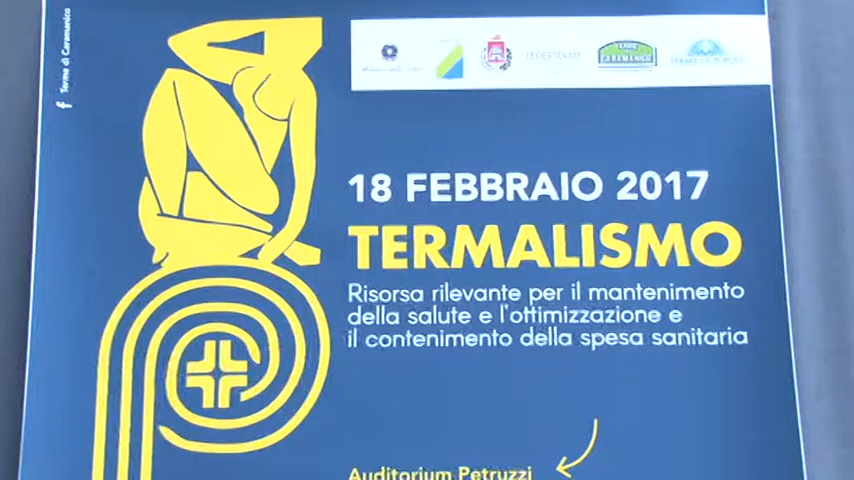 Terme di Caramanico
FEDERTERME
TERME DI
CARAMANICO
18 FEBBRAIO 2017
TERMALISMO
Risorsa rilevante per il mantenimento
della salute e l'ottimizzazione e
il contenimento della spesa sanitaria
Auditorium Petruzzi